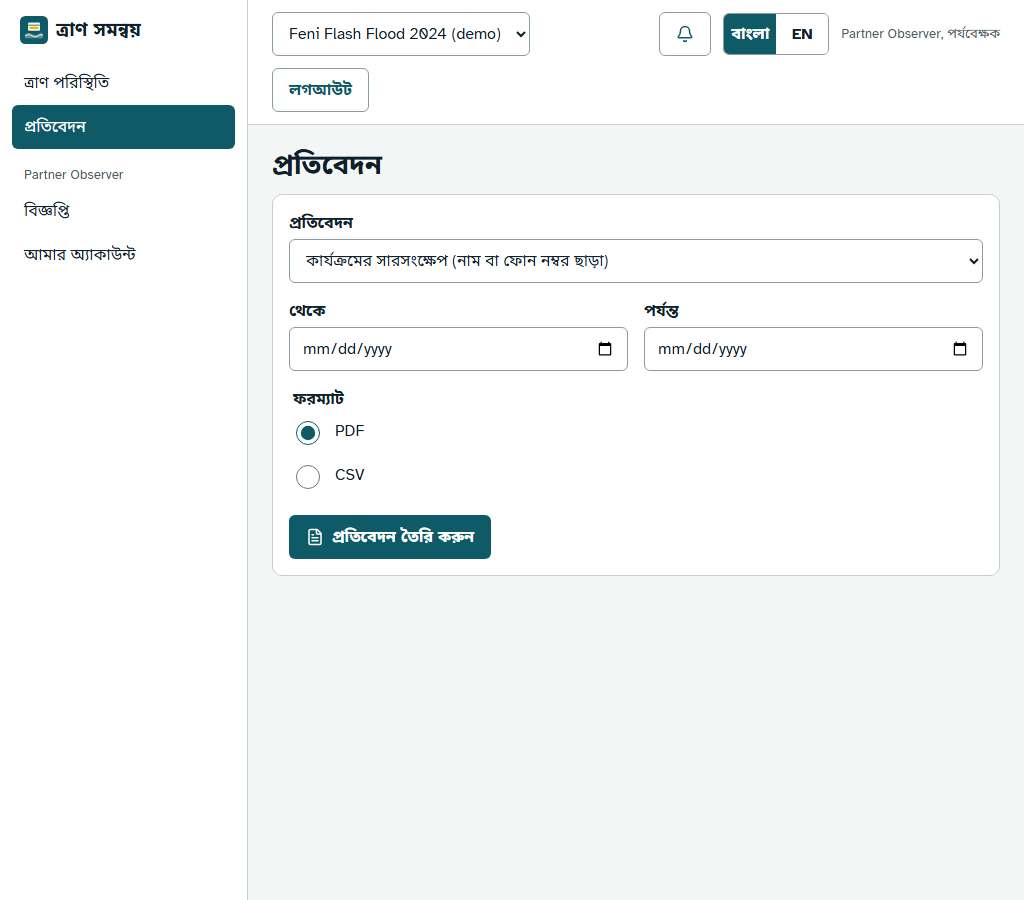 ত্রাণ সমন্বয়
ত্রাণ পরিস্থিতি
প্রতিবেদন
Partner Observer
বিজ্ঞপ্তি
আমার অ্যাকাউন্ট
Feni Flash Flood 2024 (demo)
বাংলা
EN
Partner Observer, পর্যবেক্ষক
লগআউট
প্রতিবেদন
প্রতিবেদন
কার্যক্রমের সারসংক্ষেপ (নাম বা ফোন নম্বর ছাড়া)
থেকে
পর্যন্ত
mm/dd/yyyy
mm/dd/yyyy
ফরম্যাট
PDF
CSV
প্রতিবেদন তৈরি করুন